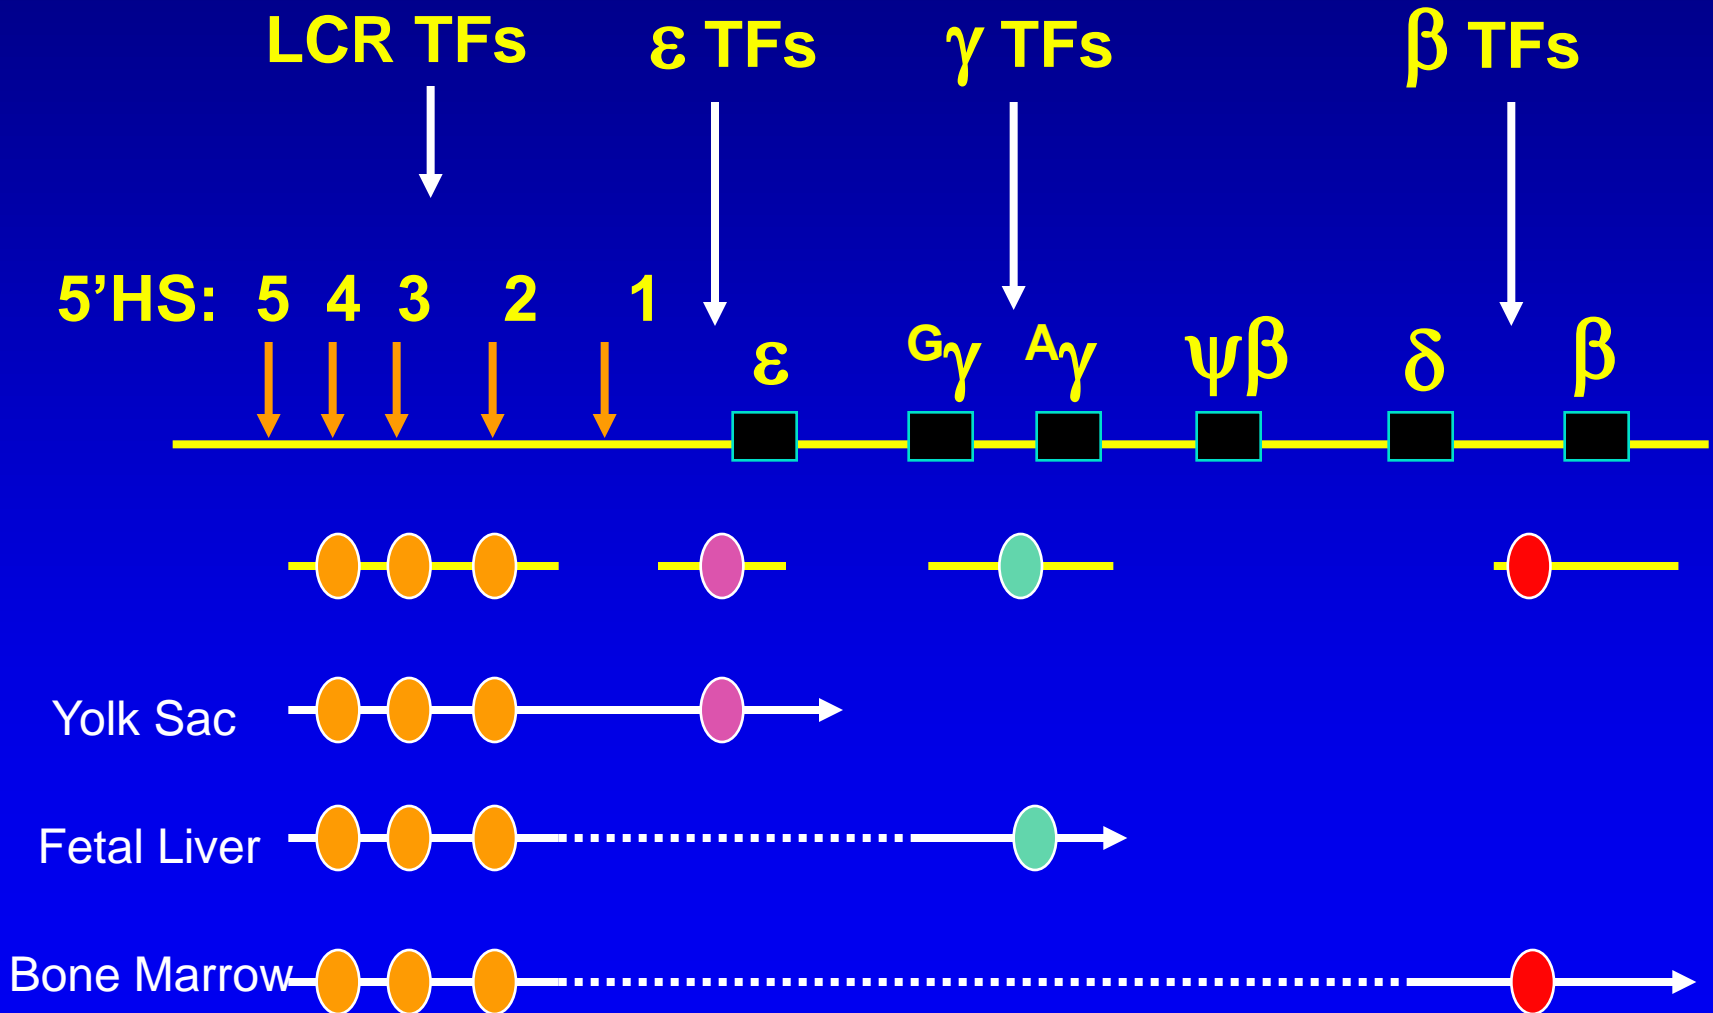 LCR TFs ε TFs γ TFs β TFs
5’HS: 5 4 3 2 1
ε Gγ Aγ ψβ δ β
Yolk Sac
Fetal Liver
Bone Marrow